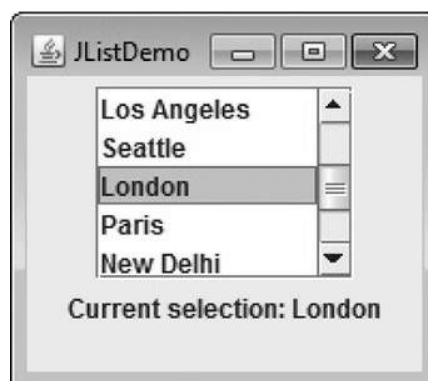 JListDemo
Los Angeles
Seattle
London
Paris
New Delhi
Current selection: London